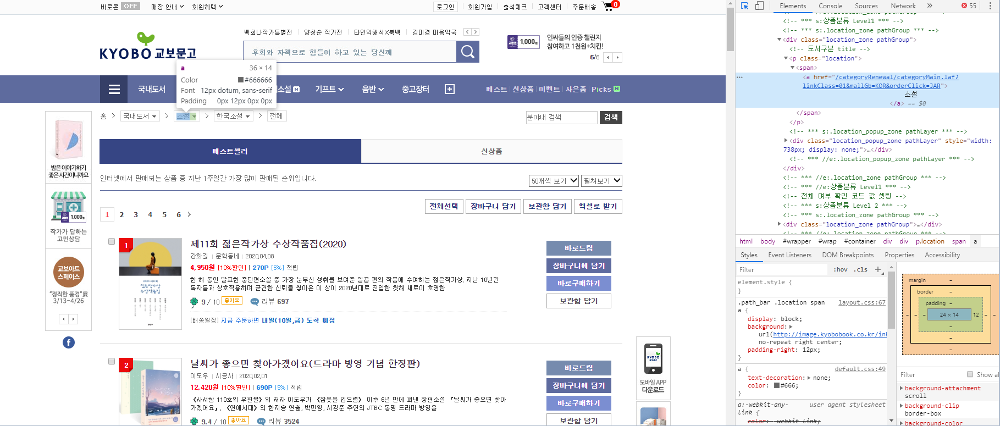 바로콘 OFF 매장 안내 회원혜택 로그인 회원가입 출석체크 고객센터 주문배송 0
KYOBO 교보문고
백희나작가특별전 양창순 작가전 타인의해석X북백 김미경 마음약국
후회와 자책으로 힘들어 하고 있는 당신께
1,000원
인싸들의 인증 챌린지
참여하고 1천원+치킨!
6/6
a 36 × 14
Color #666666
Font 12px dotum, sans-serif
Padding 0px 12px 0px 0px
국내도서 소설 N 기프트 음반 중고장터 베스트 신상품 이벤트 사은품 Picks N
홈 국내도서 소설 한국소설 전체 분야내 검색 검색
밤은 이야기하기
좋은 시간이니까요
1,000원
작가가 답하는
고민상담
교보아트
스페이스
“정직한 풍경”展
3/13~4/26
베스트셀러 신상품
인터넷에서 판매되는 상품 중 지난 1주일간 가장 많이 판매된 순위입니다.
50개씩 보기 펼쳐보기
전체선택 장바구니 담기 보관함 담기 엑셀로 받기
1 2 3 4 5 6
1
젊은작가상
수상작품집
제11회 젊은작가상 수상작품집(2020)
강화길 문학동네 2020.04.08
4,950원 [10%할인] 270P [5%] 적립
한 해 동안 발표한 중단편소설 중 가장 눈부신 성취를 보여준 일곱 편의 작품에 수여하는 젊은작가상. 지난 10년간
독자들과 상호작용하며 굳건한 신뢰를 쌓아온 이 상이 2020년대로 진입한 첫해 새로이 호명한
9 / 10 좋아요 리뷰 697
[배송일정] 지금 주문하면 내일(10일,금) 도착 예정
바로드림
장바구니에 담기
바로구매하기
보관함 담기
2
날씨가 좋으면 찾아가겠어요(드라마 방영 기념 한정판)
이도우 시공사 2020.02.01
12,420원 [10%할인] 690P [5%] 적립
《사서함 110호의 우편물》의 저자 이도우가 《잠옷을 입으렴》 이후 6년 만에 펴낸 장편소설 『날씨가 좋으면 찾아
가겠어요』. 《연애시대》의 한지승 연출, 박민영, 서강준 주연의 JTBC 동명 드라마 방영을
9.4 / 10 좋아요 리뷰 3524
바로드림
장바구니에 담기
바로구매하기
보관함 담기
KYOBO
모바일 APP
다운로드
Elements Console Sources Network » 55
<!-- *** s:상품분류 Level1 *** -->
<!-- *** s:.location_zone pathGroup *** -->
<div class="location_zone pathGroup">
<!-- 도서구분 title -->
<p class="location">
<span>
<a href="/categoryRenewal/categoryMain.laf?
linkClass=01&mallGb=KOR&orderClick=JAR">
소설
</a> == $0
</span>
</p>
<!-- *** s:.location_popup_zone pathLayer *** -->
<div class="location_popup_zone pathLayer" style="width:
738px; display: none;">…</div>
<!-- *** //e:.location_popup_zone pathLayer *** -->
</div>
<!-- *** //e:.location_zone pathGroup *** -->
<!-- *** //e:상품분류 Level1 *** -->
<!-- 전체 여부 확인 코드 값 셋팅 -->
<!-- *** s:상품분류 Level 2 *** -->
<!-- *** s:.location_zone pathGroup *** -->
<div class="location_zone pathGroup">…</div>
<!-- *** //e:.location_zone pathGroup *** -->
html body #wrapper #wrap #container div div p.location span a
Styles Event Listeners DOM Breakpoints Properties Accessibility
Filter :hov .cls +
element.style {
}
.path_bar .location span layout.css:67
a {
display: block;
background:
url(http://image.kyobobook.co.kr/in
no-repeat right center;
padding-right: 12px;
}
a { default.css:49
text-decoration: none;
color: #666;
}
a:-webkit-any- user agent stylesheet
link {
color: -webkit-link;
margin –
border –
padding –
– – – 24 × 14 12 – –
–
–
–
Filter Show al
background-attachment
scroll
background-clip
border-box
background-color